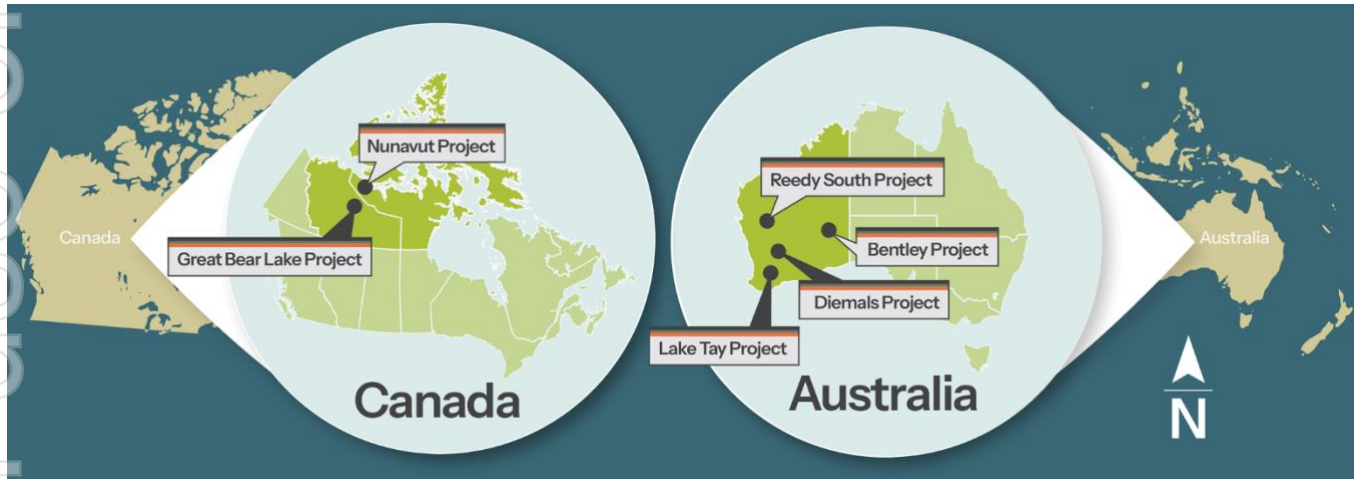 Canada
Nunavut Project
Great Bear Lake Project
Canada
Reedy South Project
Bentley Project
Diemals Project
Lake Tay Project
Australia
Australia
N